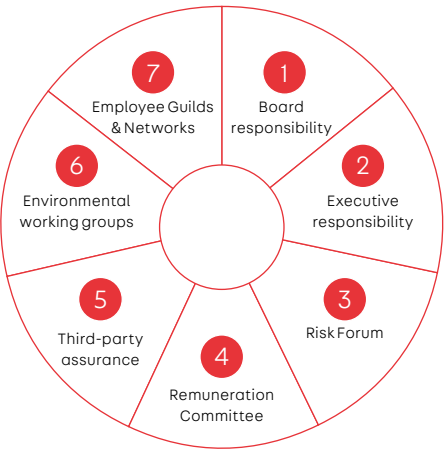 1
Board
responsibility
2
Executive
responsibility
3
Risk Forum
4
Remuneration
Committee
5
Third-party
assurance
6
Environmental
working groups
7
Employee Guilds
& Networks